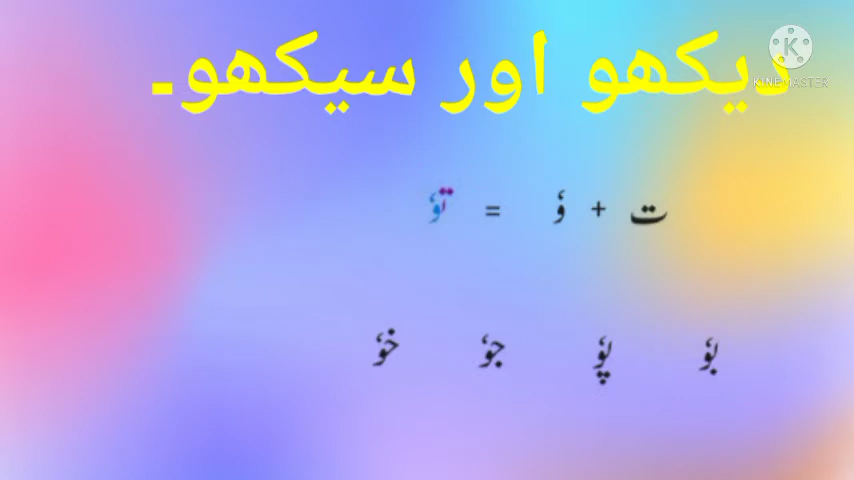 دیکھو اور سیکھو۔
KINEMASTER
ت + وٗ = توٗ
بوٗ پوٗ جوٗ خوٗ